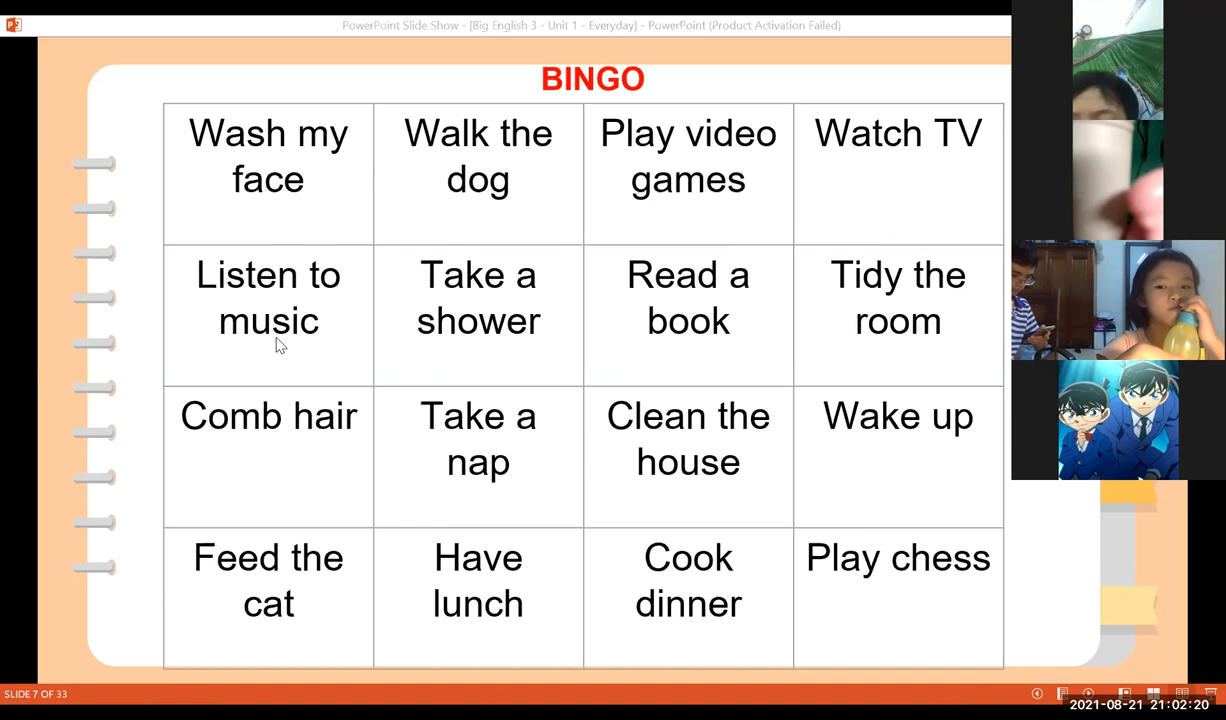 PowerPoint Slide Show - [Big English 3 - Unit 1 - Everyday] - PowerPoint (Product Activation Failed)
BINGO
Wash my
face
Walk the
dog
Play video
games
Watch TV
Listen to
music
Take a
shower
Read a
book
Tidy the
room
Comb hair
Take a
nap
Clean the
house
Wake up
Feed the
cat
Have
lunch
Cook
dinner
Play chess
SLIDE 7 OF 33
2021-08-21 21:02:20